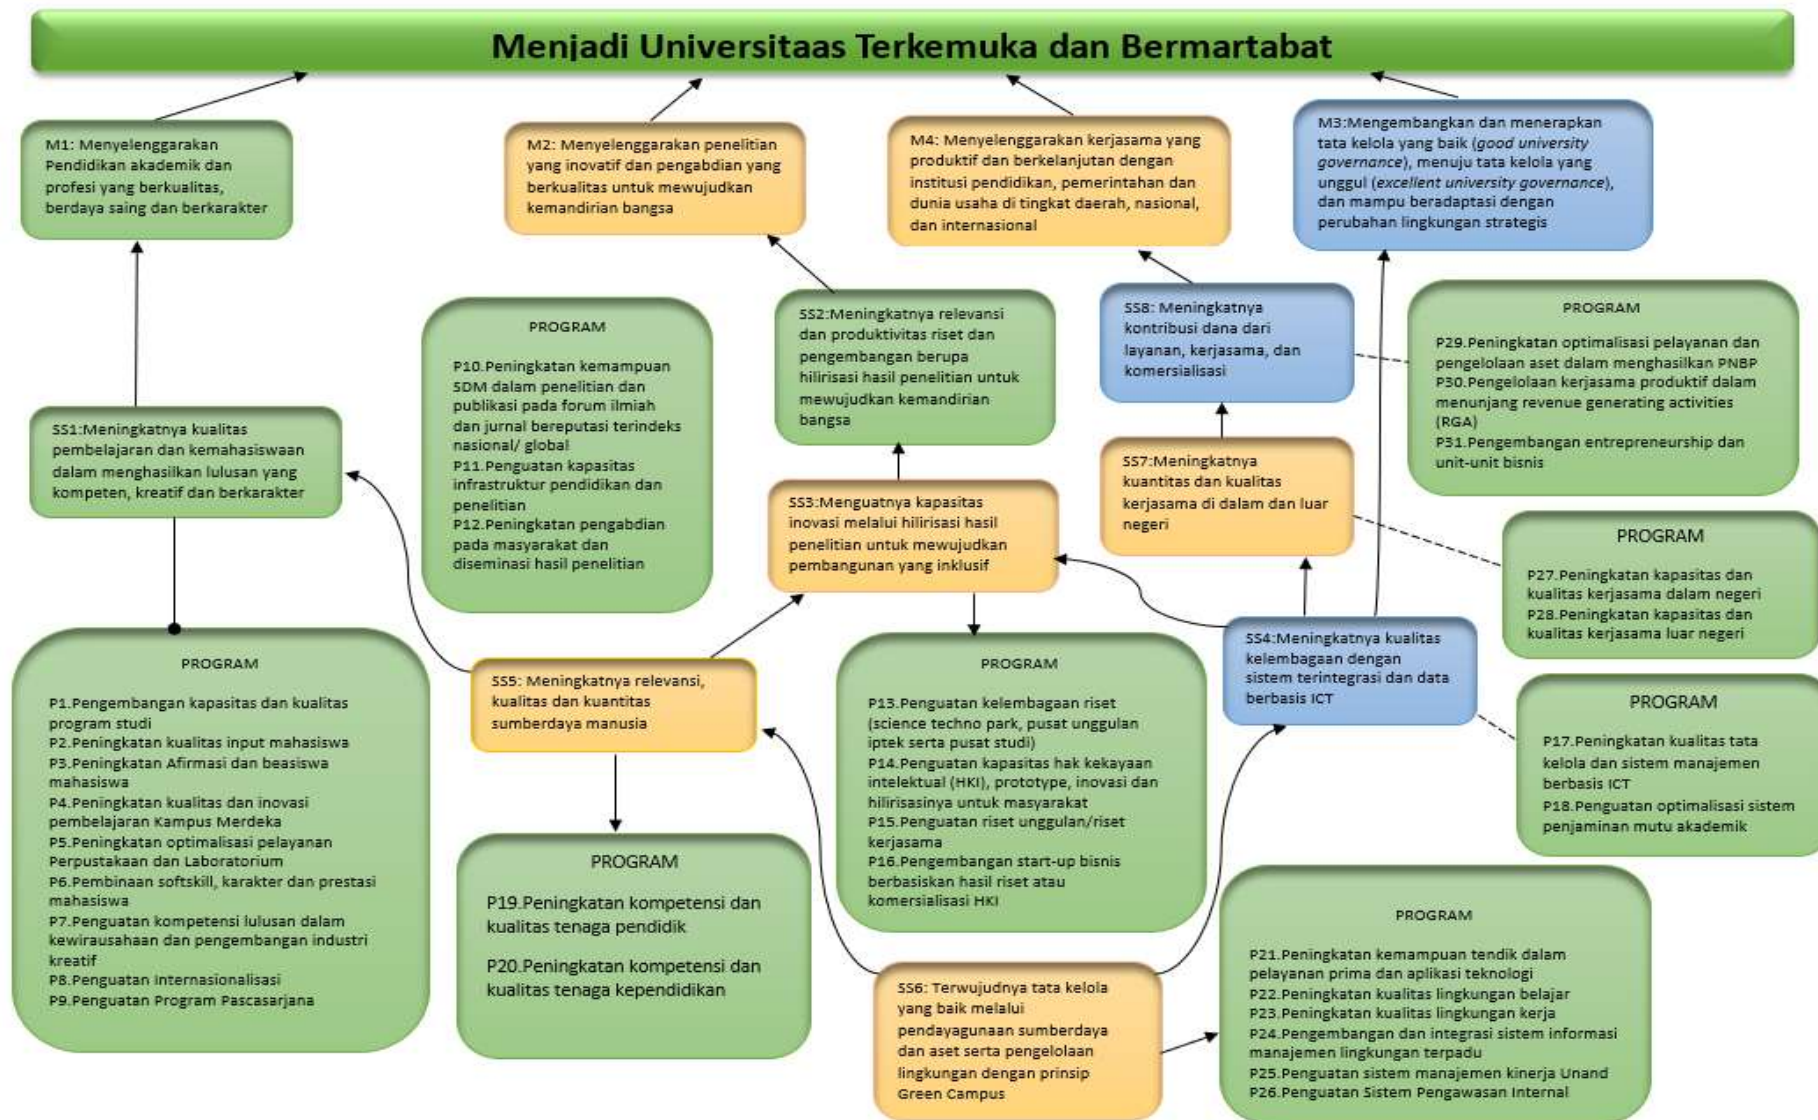 Menjadi Universitaas Terkemuka dan Bermartabat
M1: Menyelenggarakan
Pendidikan akademik dan
profesi yang berkualitas,
berdaya saing dan berkarakter
M2: Menyelenggarakan penelitian
yang inovatif dan pengabdian yang
berkualitas untuk mewujudkan
kemandirian bangsa
M4: Menyelenggarakan kerjasama yang
produktif dan berkelanjutan dengan
institusi pendidikan, pemerintahan dan
dunia usaha di tingkat daerah, nasional,
dan internasional
M3:Mengembangkan dan menerapkan
tata kelola yang baik (good university
governance), menuju tata kelola yang
unggul (excellent university governance),
dan mampu beradaptasi dengan
perubahan lingkungan strategis
SS1:Meningkatnya kualitas
pembelajaran dan kemahasiswaan
dalam menghasilkan lulusan yang
kompeten, kreatif dan berkarakter
PROGRAM
P10.Peningkatan kemampuan
SDM dalam penelitian dan
publikasi pada forum ilmiah
dan jurnal bereputasi terindeks
nasional/ global
P11.Penguatan kapasitas
infrastruktur pendidikan dan
penelitian
P12.Peningkatan pengabdian
pada masyarakat dan
diseminasi hasil penelitian
SS2:Meningkatnya relevansi
dan produktivitas riset dan
pengembangan berupa
hilirisasi hasil penelitian untuk
mewujudkan kemandirian
bangsa
SS8: Meningkatnya
kontribusi dana dari
layanan, kerjasama, dan
komersialisasi
PROGRAM
P29.Peningkatan optimalisasi pelayanan dan
pengelolaan aset dalam menghasilkan PNBP
P30.Pengelolaan kerjasama produktif dalam
menunjang revenue generating activities
(RGA)
P31.Pengembangan entrepreneurship dan
unit-unit bisnis
SS3:Menguatnya kapasitas
inovasi melalui hilirisasi hasil
penelitian untuk mewujudkan
pembangunan yang inklusif
SS7:Meningkatnya
kuantitas dan kualitas
kerjasama di dalam dan luar
negeri
PROGRAM
P27.Peningkatan kapasitas dan
kualitas kerjasama dalam negeri
P28.Peningkatan kapasitas dan
kualitas kerjasama luar negeri
PROGRAM
P1.Pengembangan kapasitas dan kualitas
program studi
P2.Peningkatan kualitas input mahasiswa
P3.Peningkatan Afirmasi dan beasiswa
mahasiswa
P4.Peningkatan kualitas dan inovasi
pembelajaran Kampus Merdeka
P5.Peningkatan optimalisasi pelayanan
Perpustakaan dan Laboratorium
P6.Pembinaan softskill, karakter dan prestasi
mahasiswa
P7.Penguatan kompetensi lulusan dalam
kewirausahaan dan pengembangan industri
kreatif
P8.Penguatan Internasionalisasi
P9.Penguatan Program Pascasarjana
SS5: Meningkatnya relevansi,
kualitas dan kuantitas
sumberdaya manusia
PROGRAM
P13.Penguatan kelembagaan riset
(science techno park, pusat unggulan
iptek serta pusat studi)
P14.Penguatan kapasitas hak kekayaan
intelektual (HKI), prototype, inovasi dan
hilirisasinya untuk masyarakat
P15.Penguatan riset unggulan/riset
kerjasama
P16.Pengembangan start-up bisnis
berbasiskan hasil riset atau
komersialisasi HKI
SS4:Meningkatnya kualitas
kelembagaan dengan
sistem terintegrasi dan data
berbasis ICT
PROGRAM
P17.Peningkatan kualitas tata
kelola dan sistem manajemen
berbasis ICT
P18.Penguatan optimalisasi sistem
penjaminan mutu akademik
PROGRAM
P19.Peningkatan kompetensi dan
kualitas tenaga pendidik
P20.Peningkatan kompetensi dan
kualitas tenaga kependidikan
SS6: Terwujudnya tata kelola
yang baik melalui
pendayagunaan sumberdaya
dan aset serta pengelolaan
lingkungan dengan prinsip
Green Campus
PROGRAM
P21.Peningkatan kemampuan tendik dalam
pelayanan prima dan aplikasi teknologi
P22.Peningkatan kualitas lingkungan belajar
P23.Peningkatan kualitas lingkungan kerja
P24.Pengembangan dan integrasi sistem informasi
manajemen lingkungan terpadu
P25.Penguatan sistem manajemen kinerja Unand
P26.Penguatan Sistem Pengawasan Internal